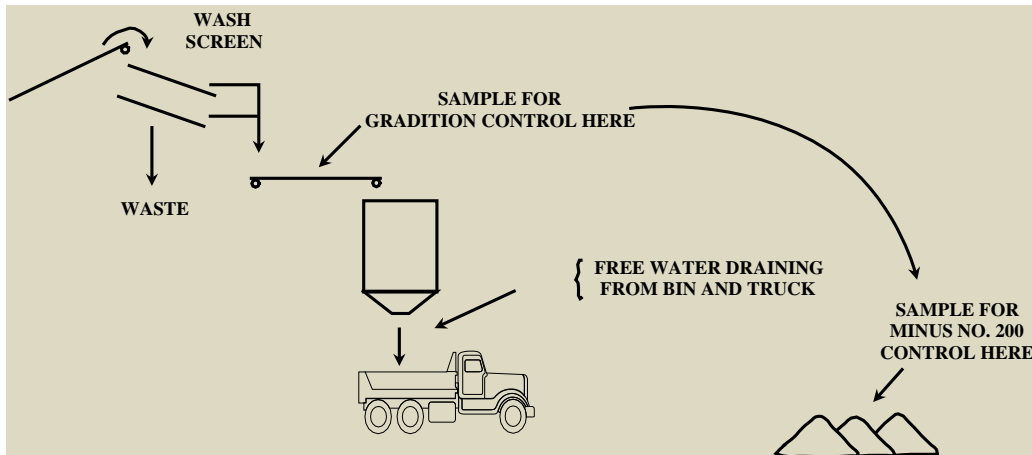 WASH
SCREEN
SAMPLE FOR
GRADITION CONTROL HERE
WASTE
FREE WATER DRAINING
FROM BIN AND TRUCK
SAMPLE FOR
MINUS NO. 200
CONTROL HERE